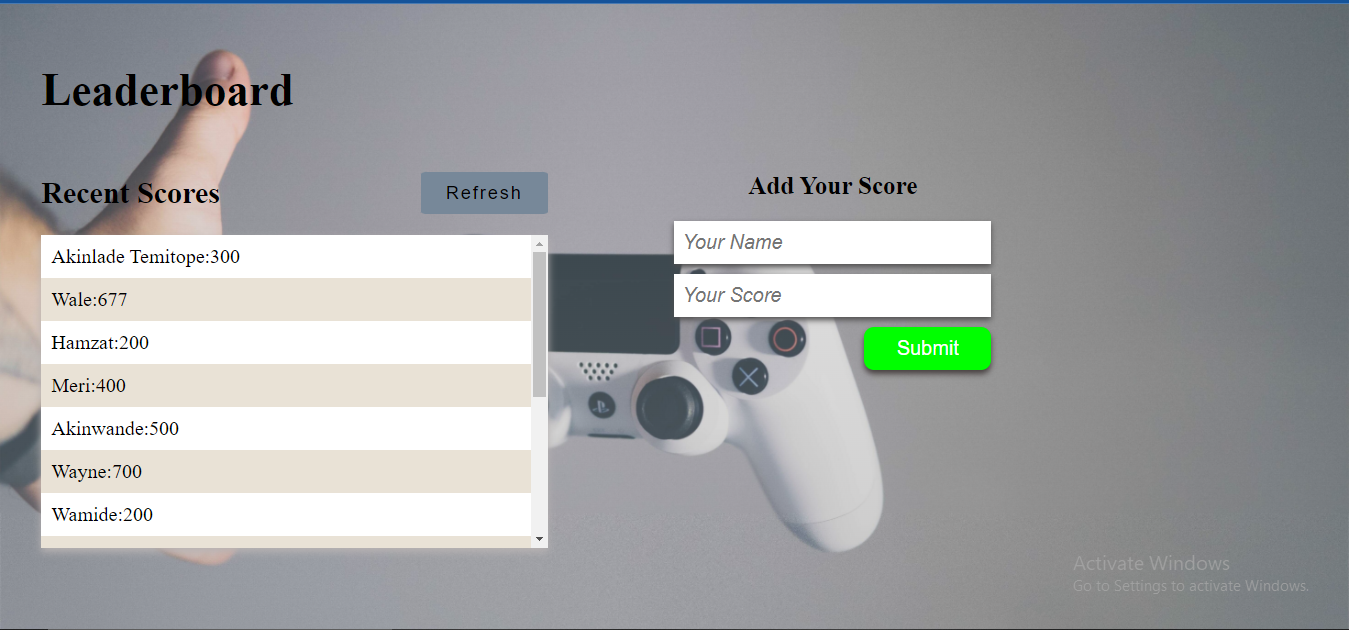 Leaderboard
Recent Scores
Refresh
Akinlade Temitope:300
Wale:677
Hamzat:200
Meri:400
Akinwande:500
Wayne:700
Wamide:200
Add Your Score
Your Name
Your Score
Submit
Activate Windows
Go to Settings to activate Windows.